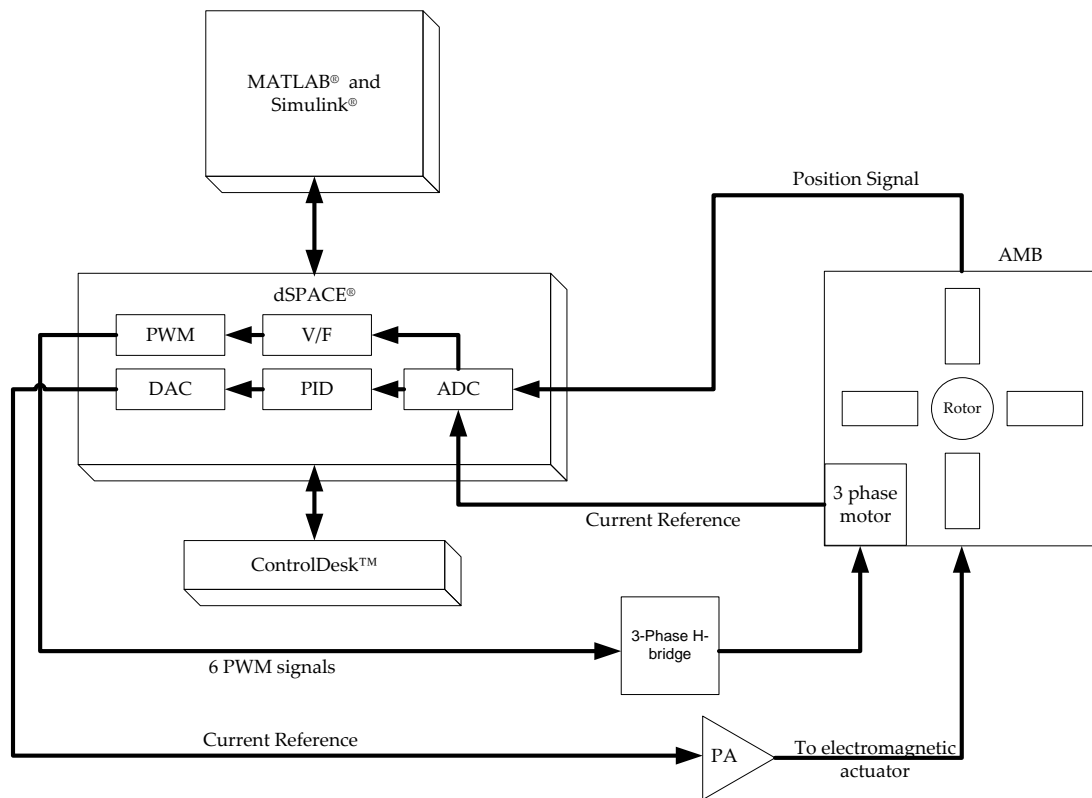 MATLAB® and
Simulink®
Position Signal
AMB
dSPACE®
PWM
V/F
DAC
PID
ADC
Rotor
3 phase
motor
Current Reference
ControlDesk™
3-Phase H-
bridge
6 PWM signals
Current Reference
PA
To electromagnetic
actuator